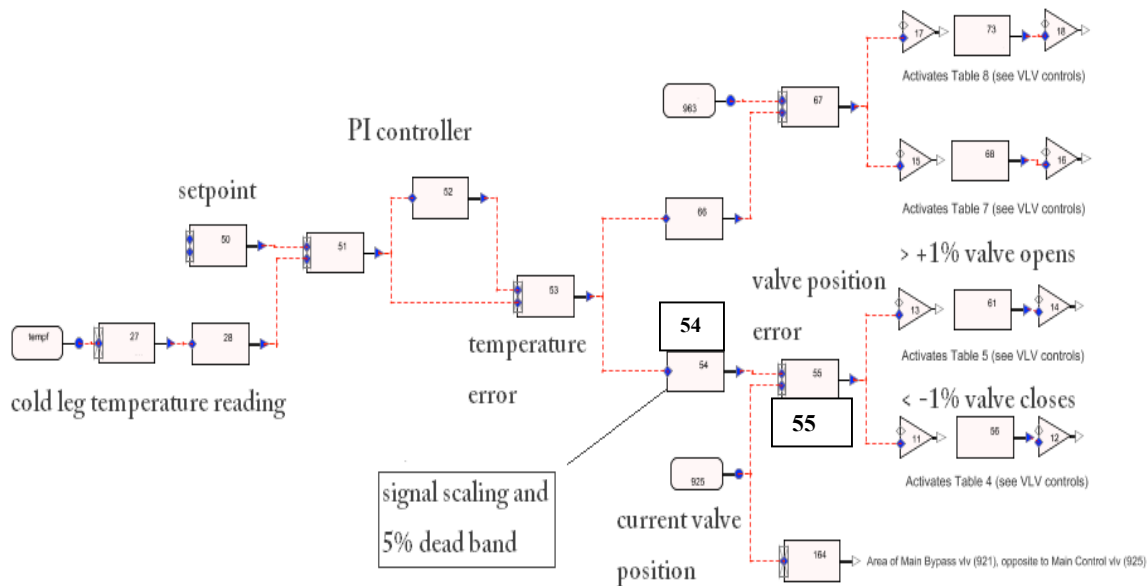 17
73
18
Activates Table 8 (see VLV controls)
963
67
PI controller
15
68
16
52
setpoint
66
Activates Table 7 (see VLV controls)
50
51
> +1% valve opens
valve position
53
13
61
14
54
tempf
27
28
temperature
error
54
55
Activates Table 5 (see VLV controls)
cold leg temperature reading
error
< -1% valve closes
55
11
56
12
signal scaling and
5% dead band
925
Activates Table 4 (see VLV controls)
current valve
position
164
Area of Main Bypass vlv (921), opposite to Main Control vlv (925)